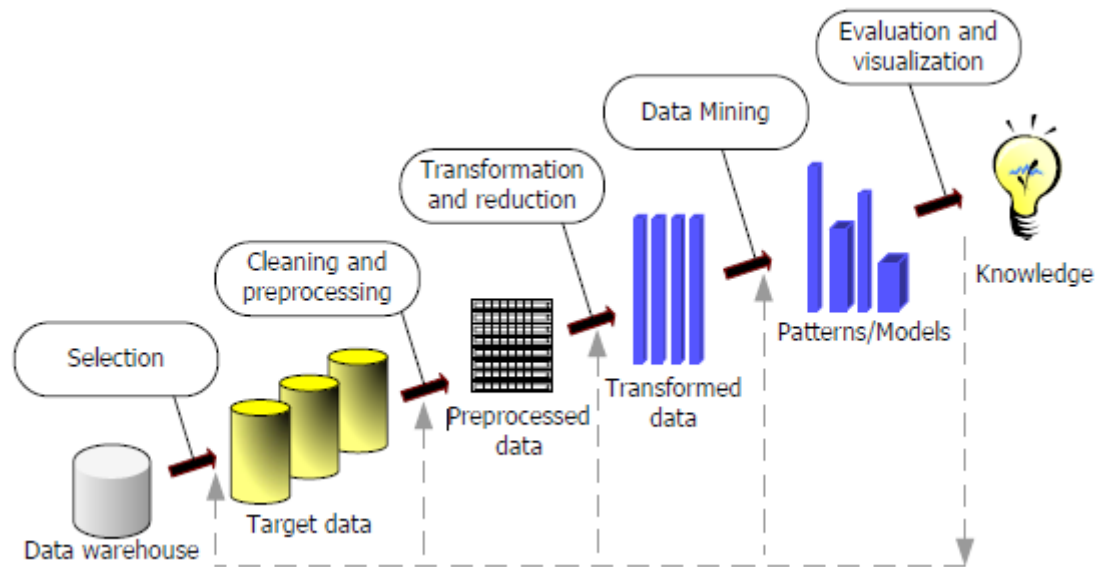 Evaluation and
visualization
Data Mining
Transformation
and reduction
Cleaning and
preprocessing
Selection
Knowledge
Patterns/Models
Transformed
data
Preprocessed
data
Target data
Data warehouse